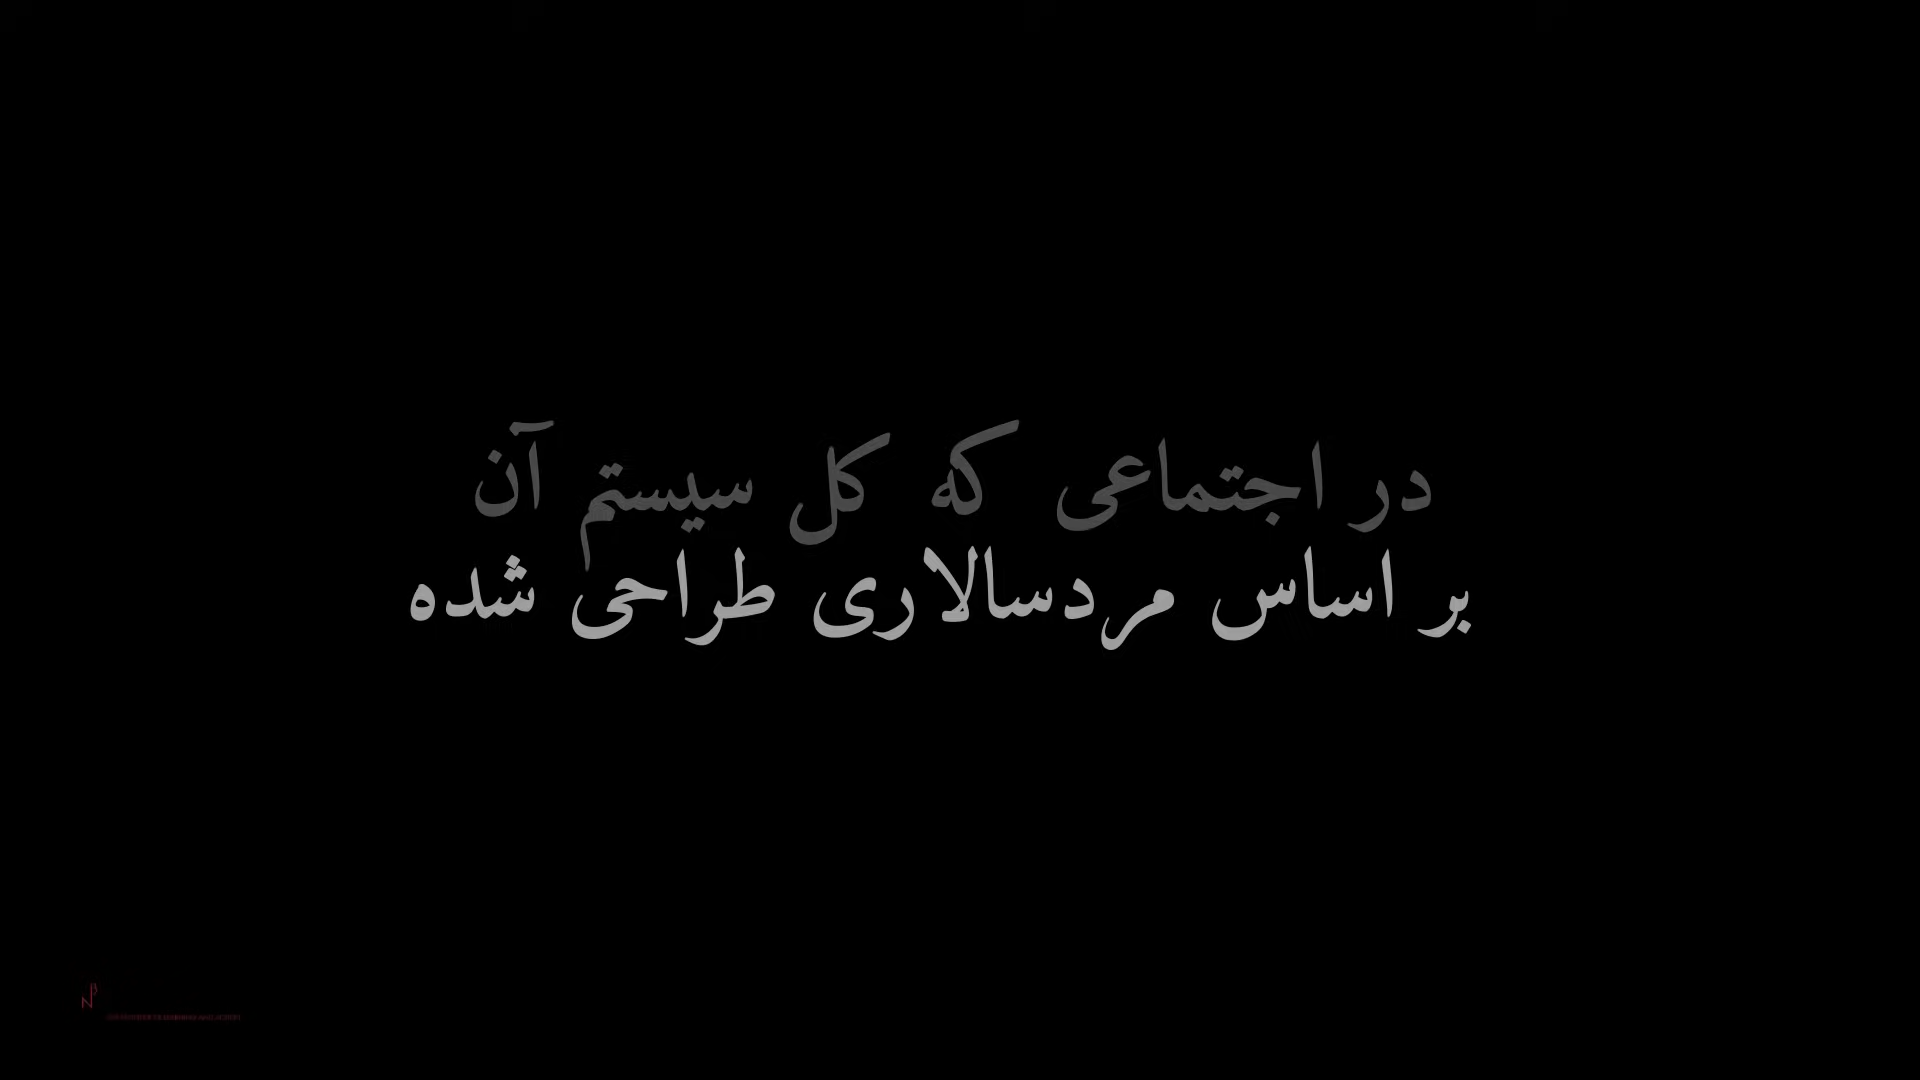 در اجتماعی که کل سیستم آن
بر اساس مردسالاری طراحی شده